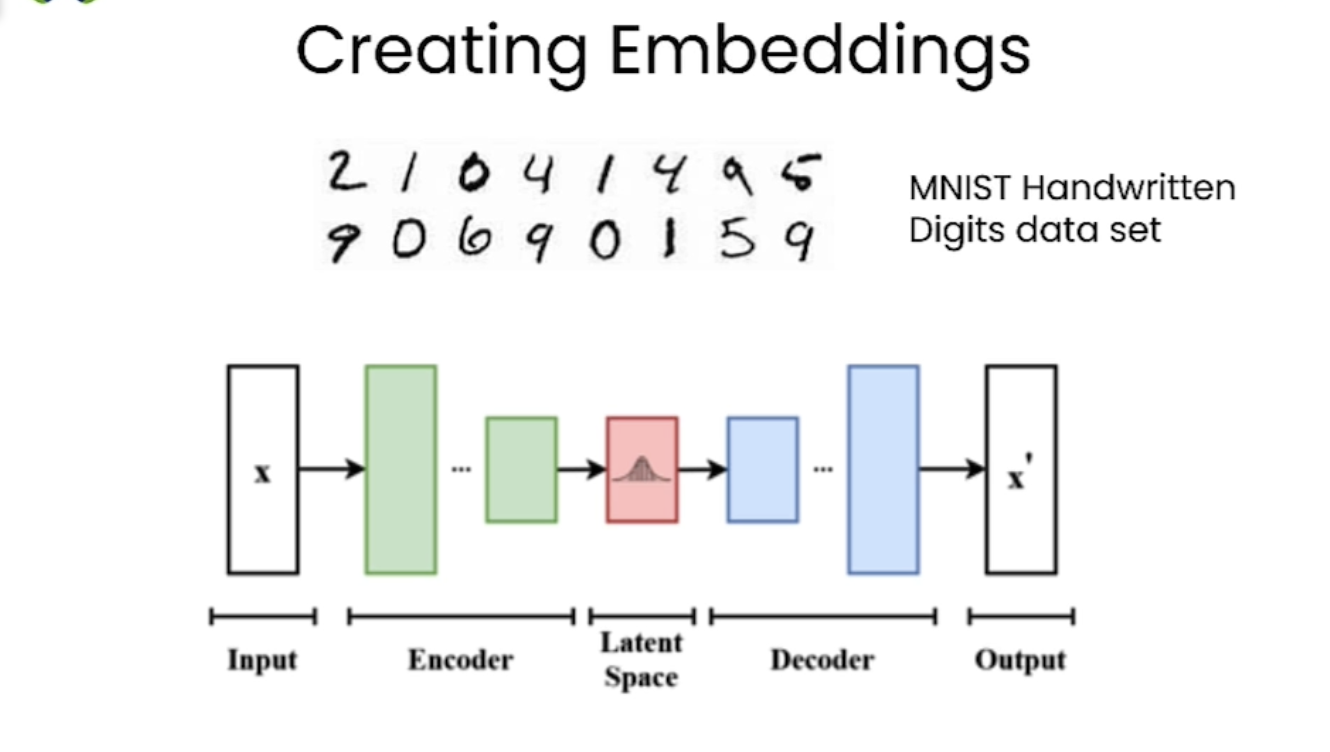 Creating Embeddings
2 1 0 4 1 4 9 5
9 0 6 9 0 1 5 9
MNIST Handwritten
Digits data set
x
...
...
x'
Input
Encoder
Latent
Space
Decoder
Output